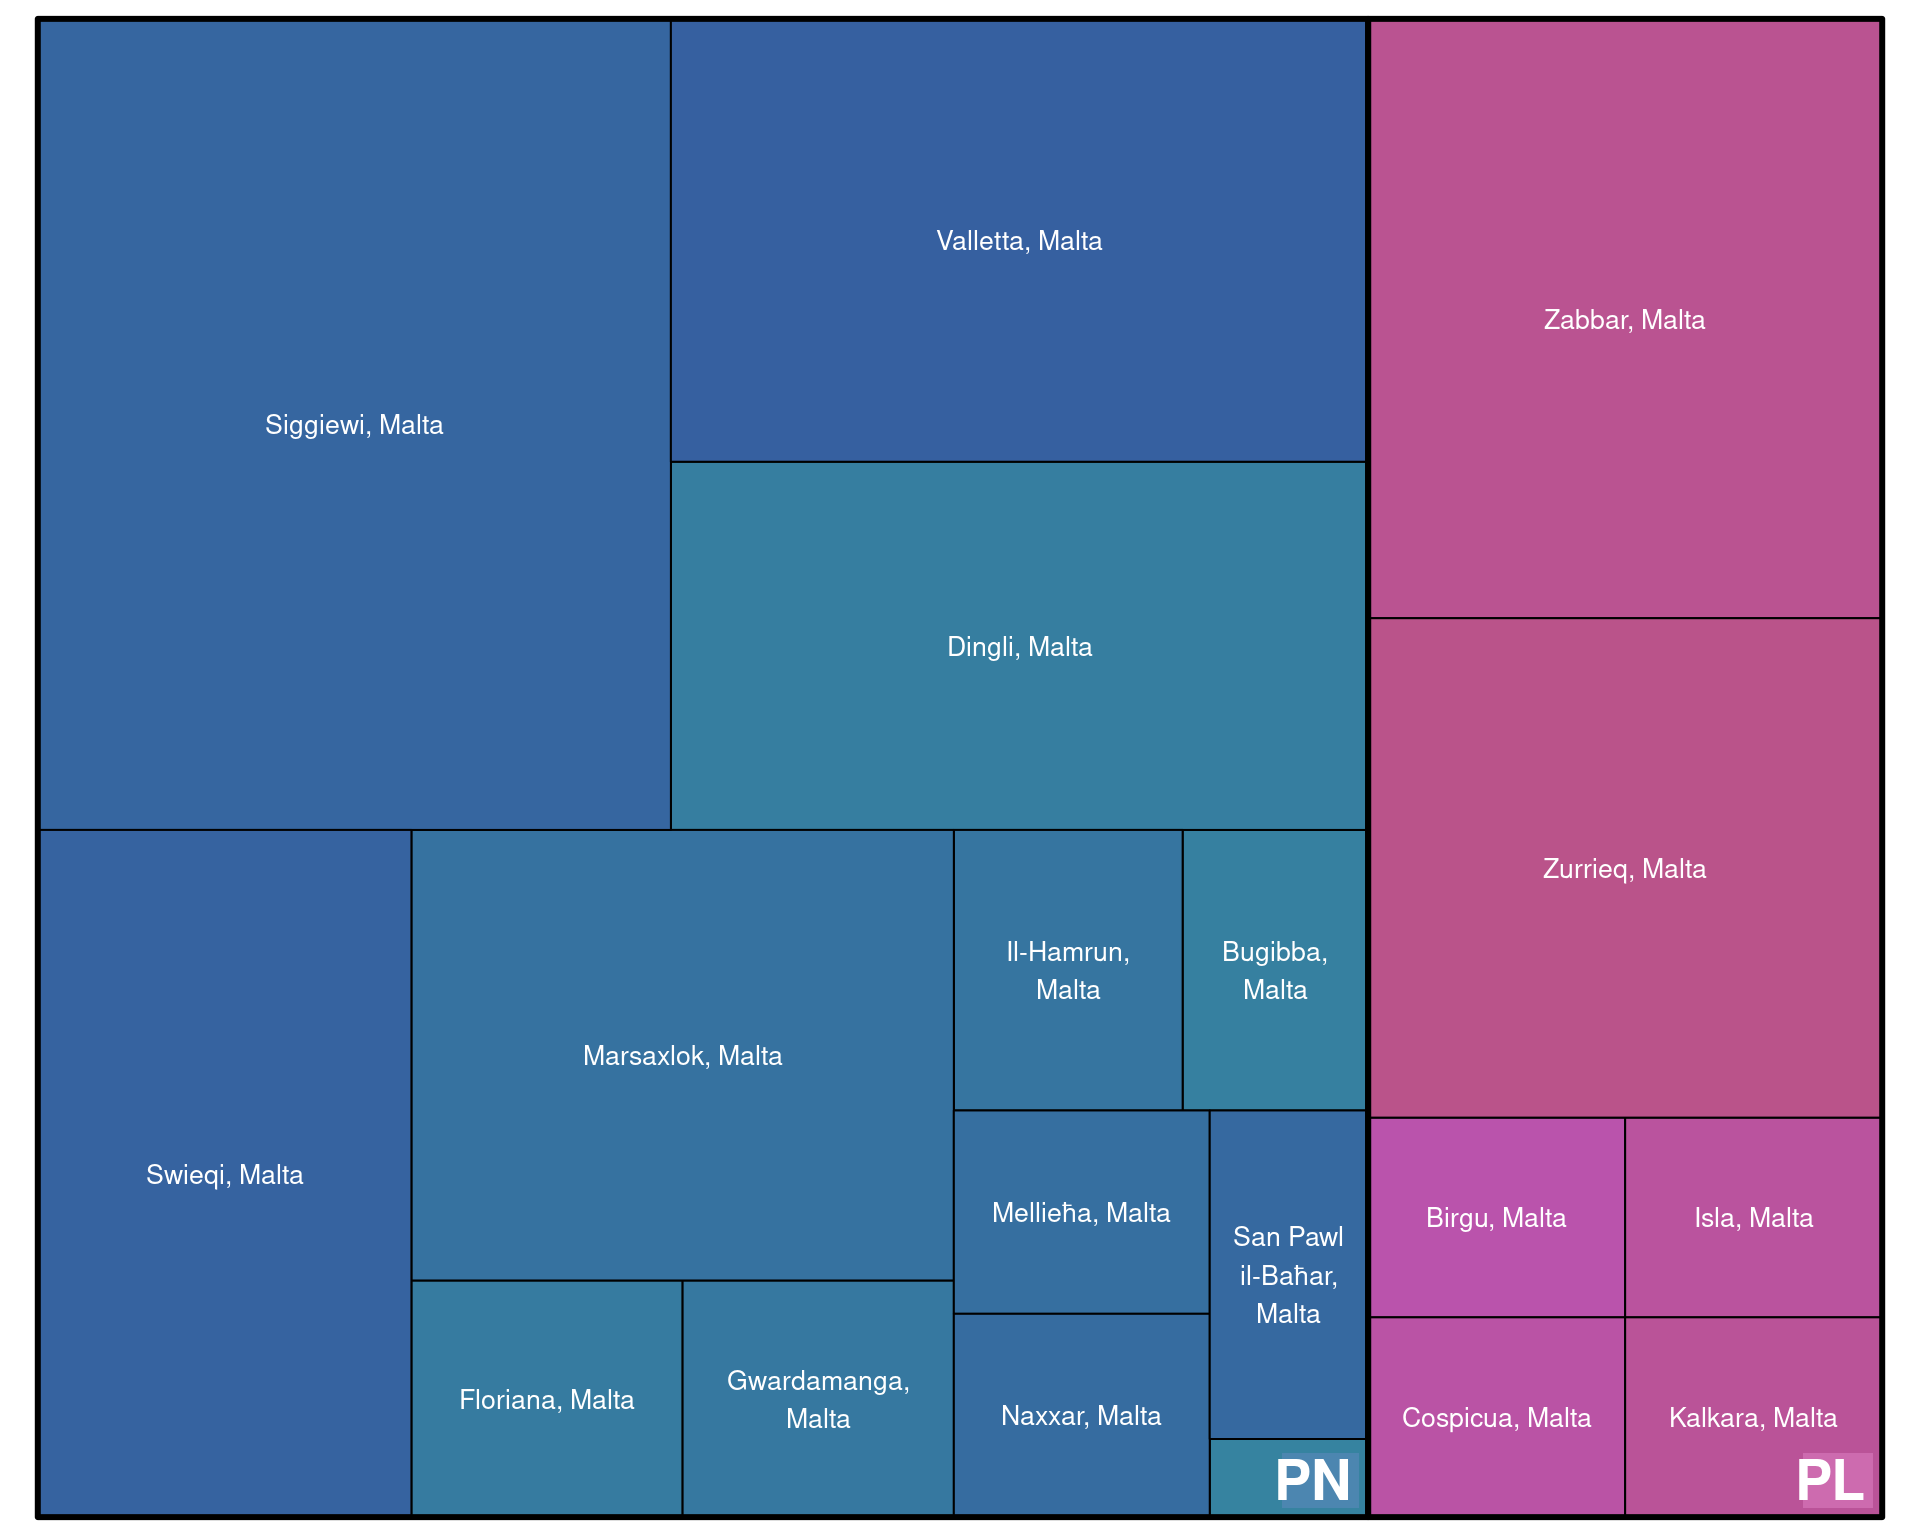 Siggiewi, Malta
Valletta, Malta
Dingli, Malta
Zabbar, Malta
Zurrieq, Malta
Swieqi, Malta
Marsaxlok, Malta
Il-Hamrun,
Malta
Bugibba,
Malta
Mellieħa, Malta
San Pawl
il-Baħar,
Malta
Floriana, Malta
Gwardamanga,
Malta
Naxxar, Malta
PN
Birgu, Malta
Isla, Malta
Cospicua, Malta
Kalkara, Malta
PL